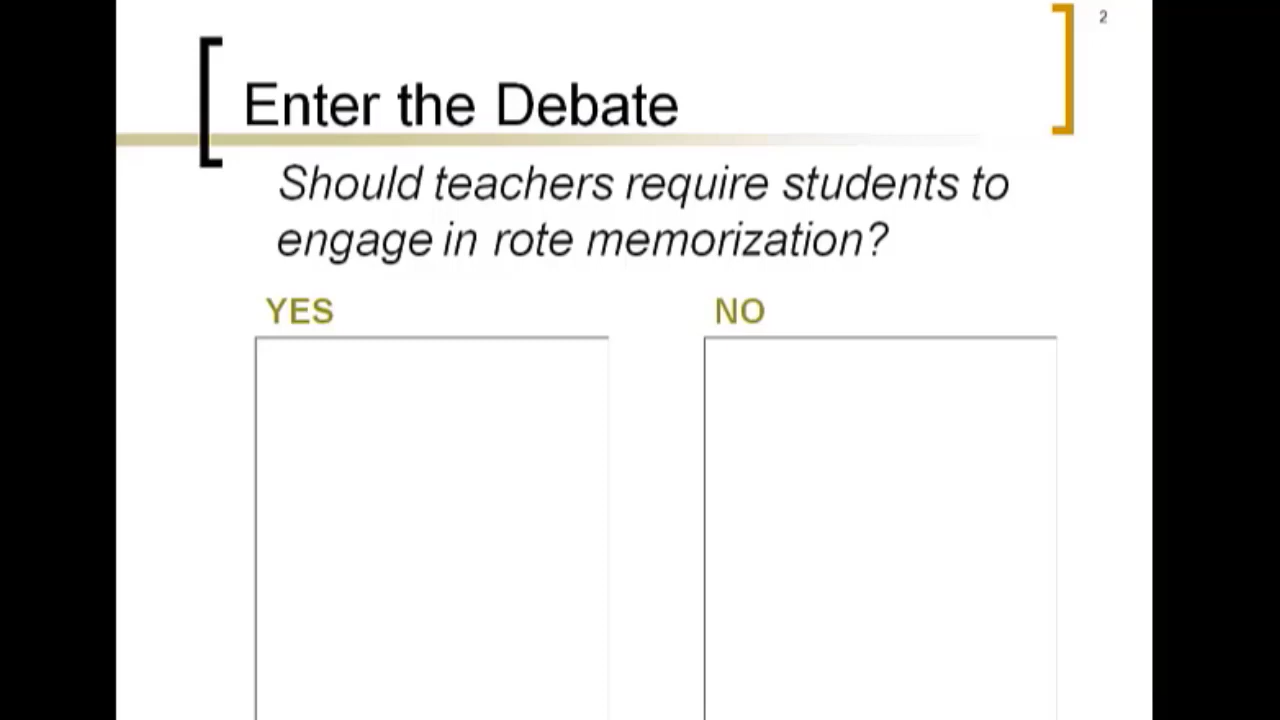 2
Enter the Debate
Should teachers require students to
engage in rote memorization?
YES
NO